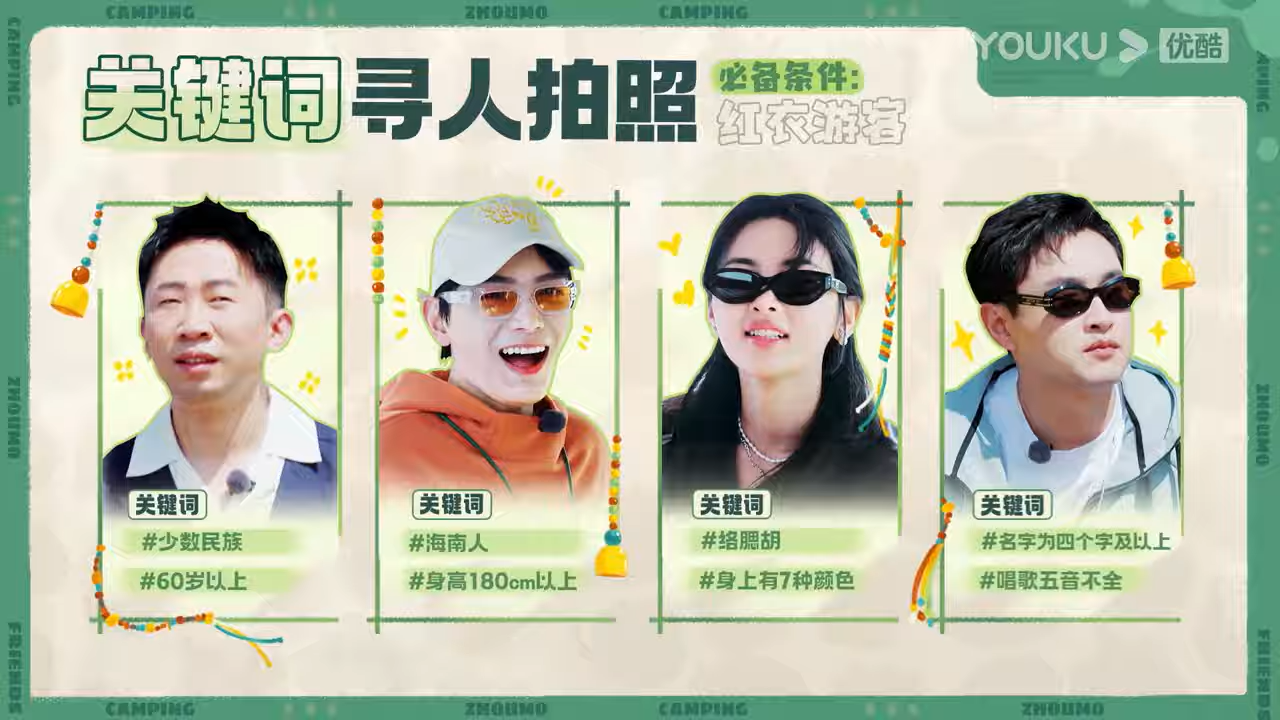 CAMPING ZHOUMO CAMPING
YOUKU 优酷
关键词寻人拍照
必备条件:
红衣游客
关键词
#少数民族
#60岁以上
关键词
#海南人
#身高180cm以上
关键词
#络腮胡
#身上有7种颜色
关键词
#名字为四个字及以上
#唱歌五音不全
CAMPING
ZHOUMO
FRIENDS
CAMPING
ZHOUMO
FRIENDS
CAMPING ZHOUMO CAMPING ZHOUMO